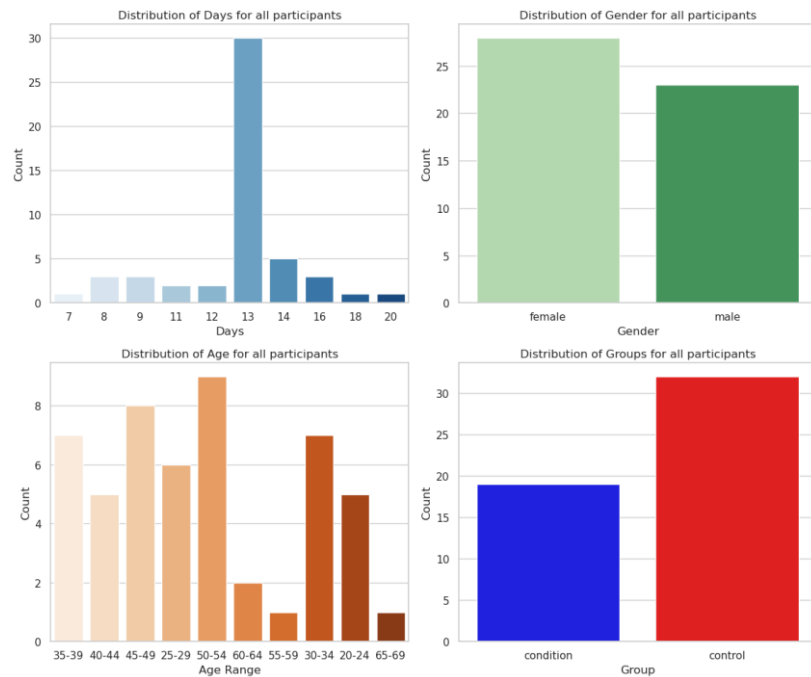 Distribution of Days for all participants
30
25
20
15
10
5
0
Count
7 8 9 11 12 13 14 16 18 20
Days
Distribution of Gender for all participants
25
20
15
10
5
0
Count
female male
Gender
Distribution of Age for all participants
8
6
4
2
0
Count
35-39 40-44 45-49 25-29 50-54 60-64 55-59 30-34 20-24 65-69
Age Range
Distribution of Groups for all participants
30
25
20
15
10
5
0
Count
condition control
Group